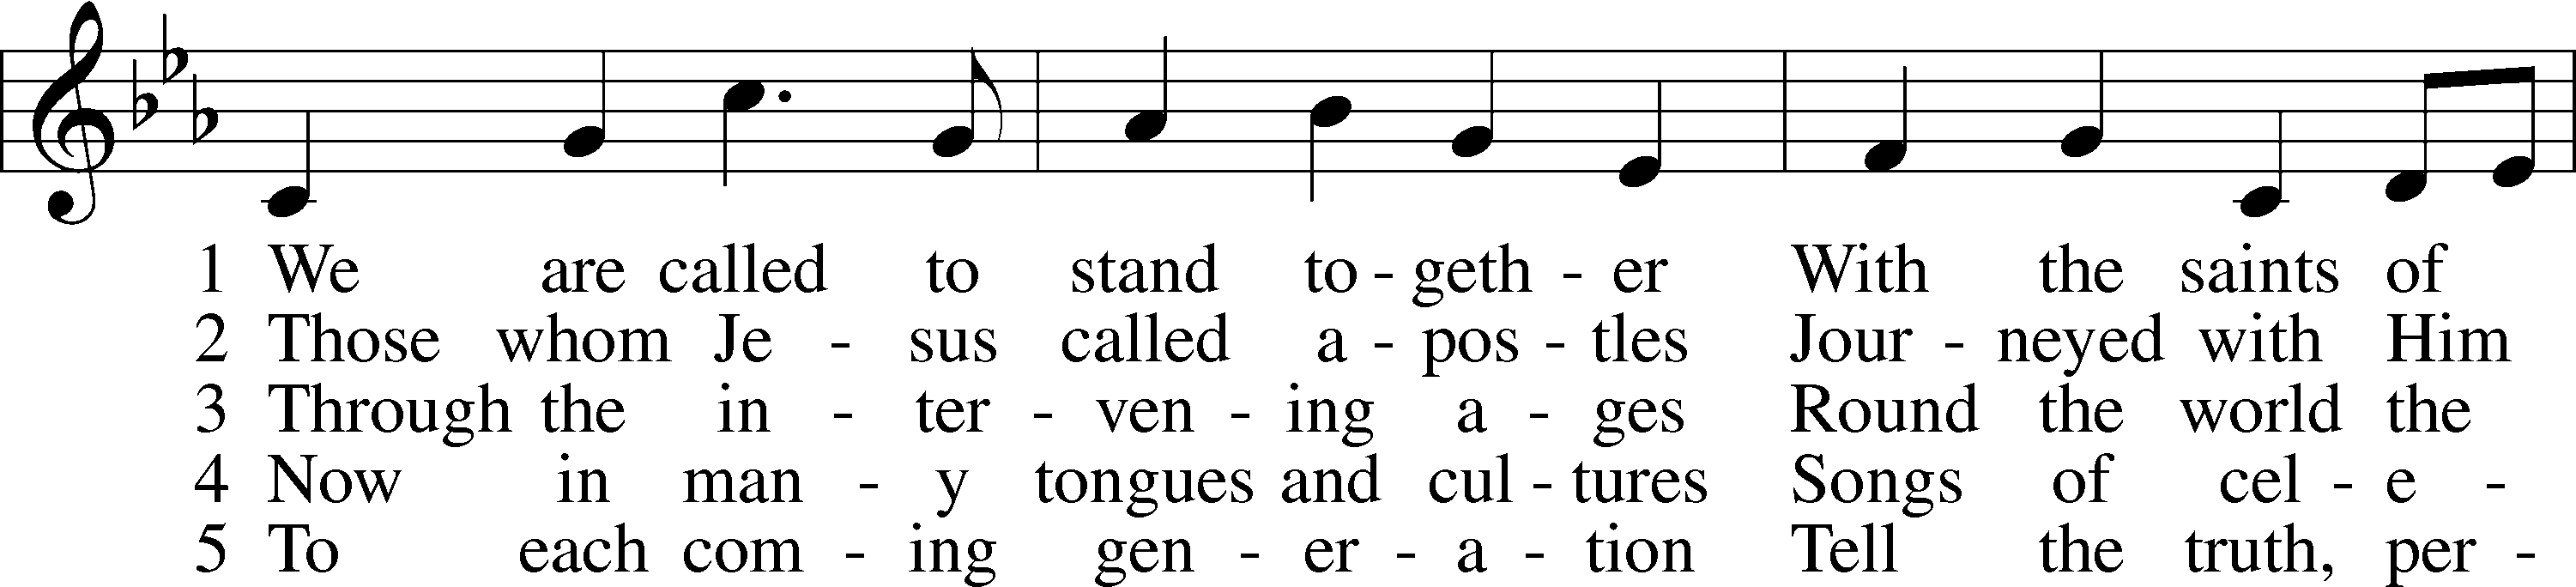 1 We are called to stand to - geth - er With the saints of
2 Those whom Je - sus called a - pos - tles Jour - neyed with Him
3 Through the in - ter - ven - ing a - ges Round the world the
4 Now in man - y tongues and cul - tures Songs of cel - e -
5 To each com - ing gen - er - a - tion Tell the truth, per -